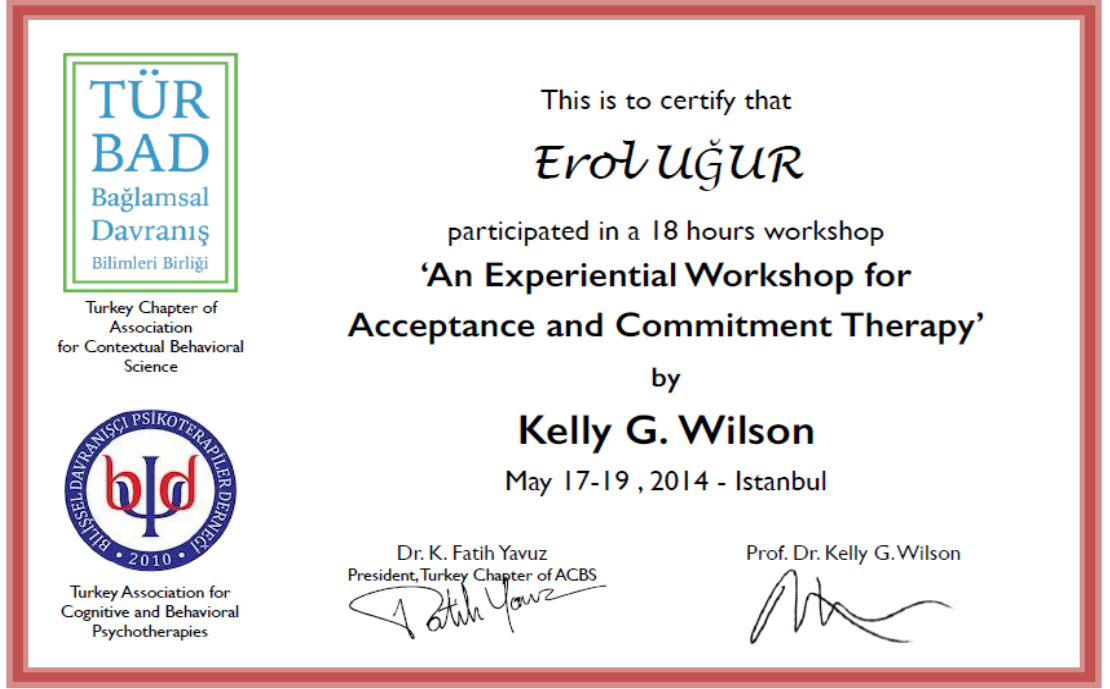 TÜR
BAD
Bağlamsal
Davranış
Bilimleri Birliği
Turkey Chapter of
Association
for Contextual Behavioral
Science
BİLİŞSEL DAVRANIŞÇI PSİKOTERAPİLER DERNEĞİ
bψd
• 2010 •
Turkey Association for
Cognitive and Behavioral
Psychotherapies
This is to certify that
Erol UĞUR
participated in a 18 hours workshop
‘An Experiential Workshop for
Acceptance and Commitment Therapy’
by
Kelly G. Wilson
May 17-19 , 2014 - Istanbul
Dr. K. Fatih Yavuz
President, Turkey Chapter of ACBS
Fatih Yavuz
Prof. Dr. Kelly G. Wilson